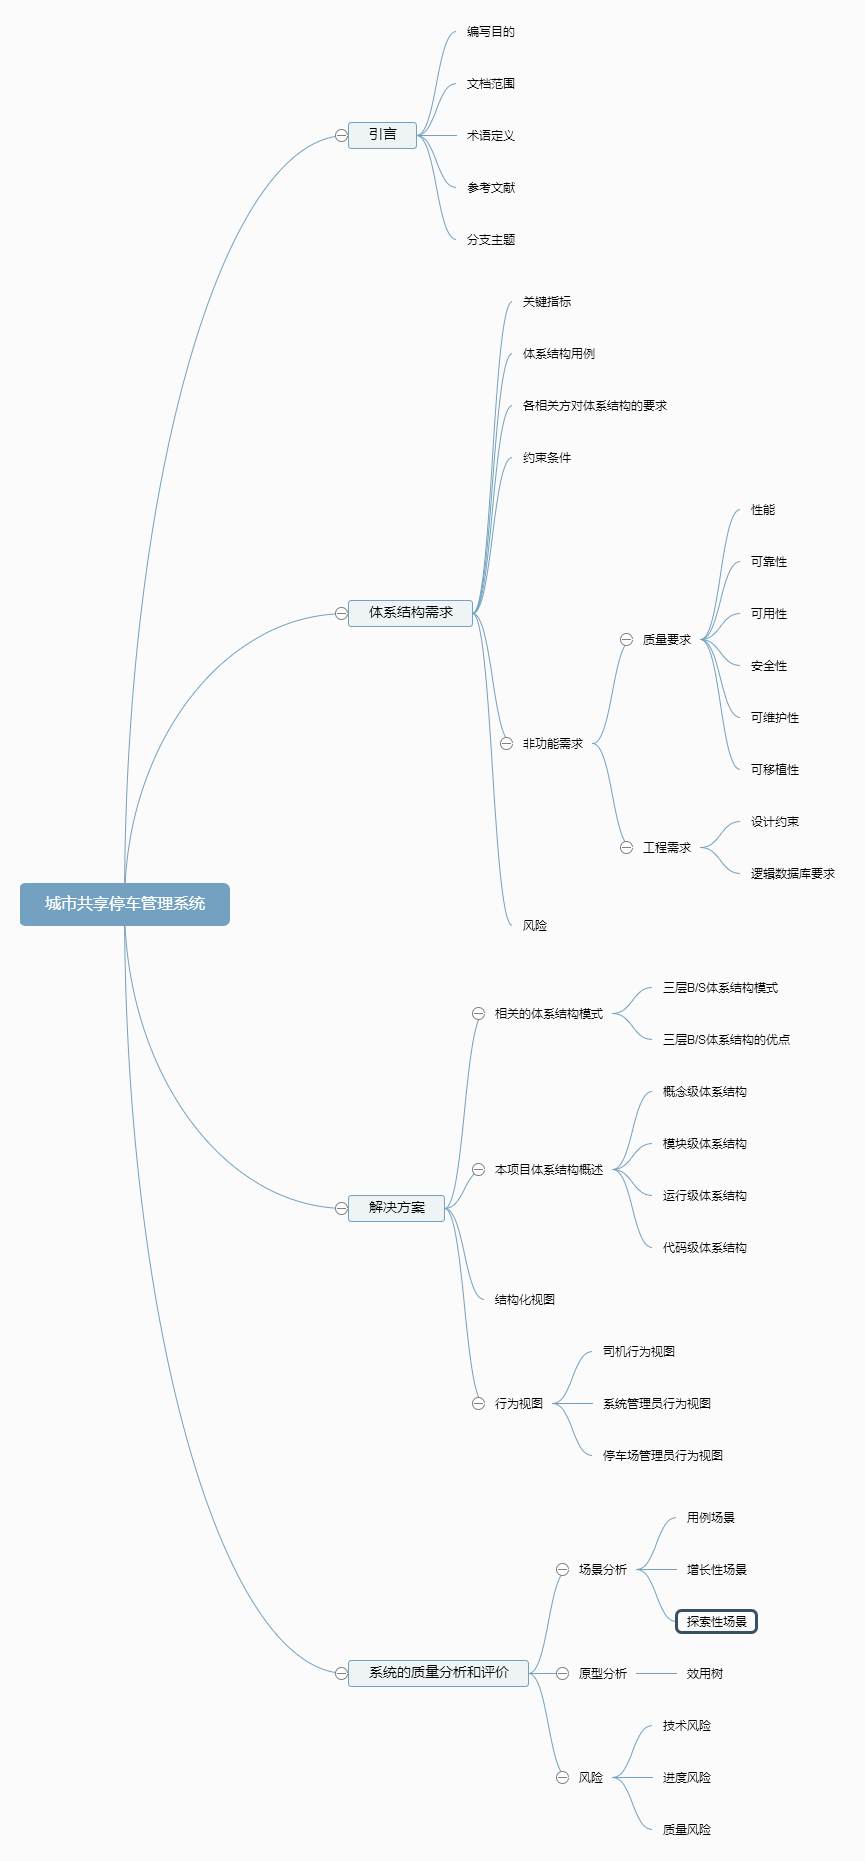 城市共享停车管理系统
引言
编写目的
文档范围
术语定义
参考文献
分支主题
体系结构需求
关键指标
体系结构用例
各相关方对体系结构的要求
约束条件
非功能需求
质量要求
性能
可靠性
可用性
安全性
可维护性
可移植性
工程需求
设计约束
逻辑数据库要求
风险
解决方案
相关的体系结构模式
三层B/S体系结构模式
三层B/S体系结构的优点
本项目体系结构概述
概念级体系结构
模块级体系结构
运行级体系结构
代码级体系结构
结构化视图
行为视图
司机行为视图
系统管理员行为视图
停车场管理员行为视图
系统的质量分析和评价
场景分析
用例场景
增长性场景
探索性场景
原型分析
效用树
风险
技术风险
进度风险
质量风险